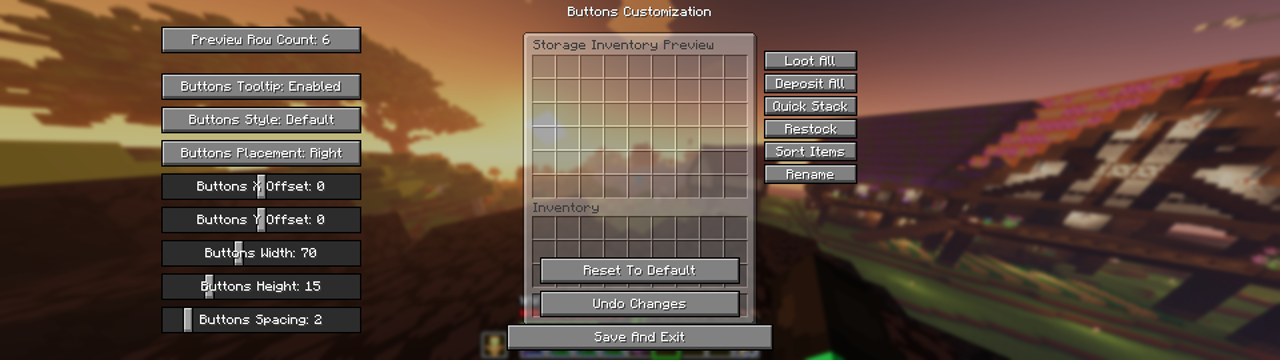 Buttons Customization
Preview Row Count: 6
Buttons Tooltip: Enabled
Buttons Style: Default
Buttons Placement: Right
Buttons X Offset: 0
Buttons Y Offset: 0
Buttons Width: 70
Buttons Height: 15
Buttons Spacing: 2
Storage Inventory Preview
Inventory
Reset To Default
Undo Changes
Save And Exit
Loot All
Deposit All
Quick Stack
Restock
Sort Items
Rename